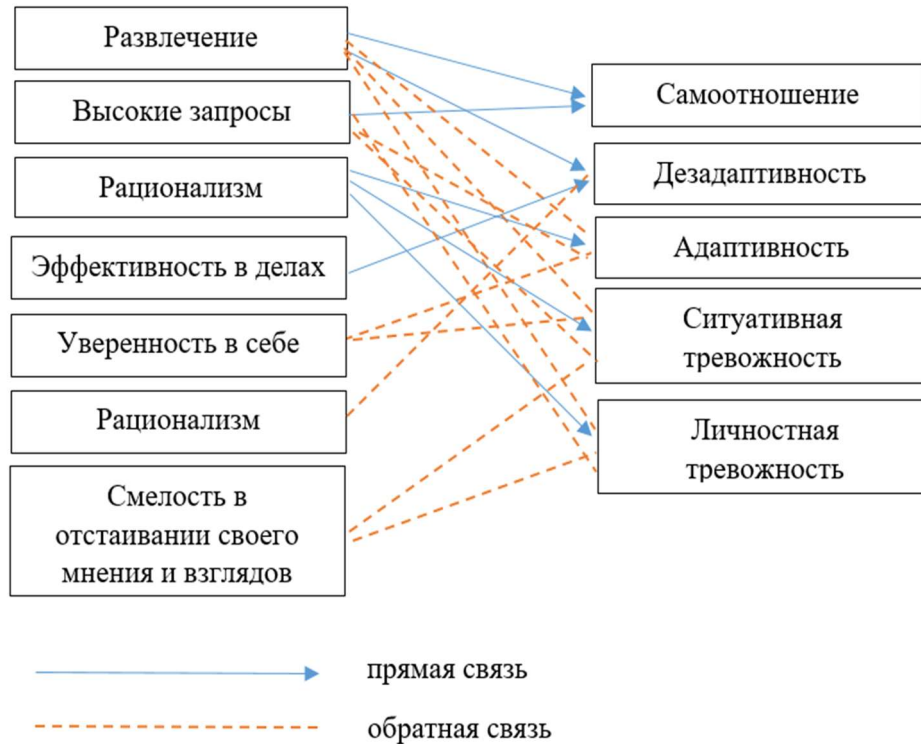 Развлечение
Высокие запросы
Рационализм
Эффективность в делах
Уверенность в себе
Рационализм
Смелость в
отстаивании своего
мнения и взглядов
Самоотношение
Дезадаптивность
Адаптивность
Ситуативная
тревожность
Личностная
тревожность
прямая связь
обратная связь